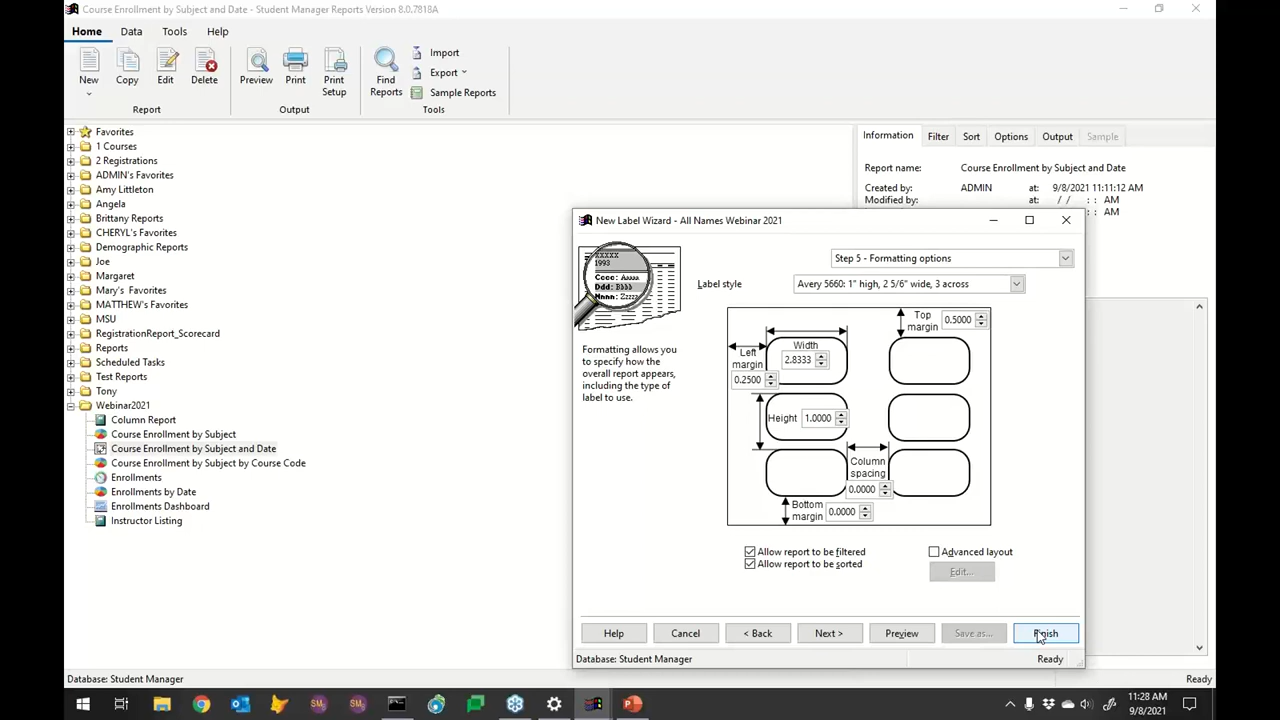 Course Enrollment by Subject and Date - Student Manager Reports Version 8.0.7818A
Home Data Tools Help
New Copy Edit Delete Preview Print Print Setup Find Reports
Import
Export
Sample Reports
Report Output Tools
Favorites
1 Courses
2 Registrations
ADMIN's Favorites
Amy Littleton
Angela
Brittany Reports
CHERYL's Favorites
Demographic Reports
Joe
Margaret
Mary's Favorites
MATTHEW's Favorites
MSU
RegistrationReport_Scorecard
Reports
Scheduled Tasks
Test Reports
Tony
Webinar2021
Column Report
Course Enrollment by Subject
Course Enrollment by Subject and Date
Course Enrollment by Subject by Course Code
Enrollments
Enrollments by Date
Enrollments Dashboard
Instructor Listing
Information Filter Sort Options Output Sample
Report name: Course Enrollment by Subject and Date
Created by: ADMIN at: 9/8/2021 11:11:12 AM
Modified by: at: / / : : AM
: : AM
New Label Wizard - All Names Webinar 2021
Step 5 - Formatting options
Label style Avery 5660: 1" high, 2 5/6" wide, 3 across
XXXXX
1993
Cccc: Aaaa
Ddd: Bbbb
Nnnn: Zzzzz
Formatting allows you
to specify how the
overall report appears,
including the type of
label to use.
Top
margin 0.5000
Width
2.8333
Left
margin
0.2500
Height 1.0000
Column
spacing
0.0000
Bottom
margin 0.0000
Allow report to be filtered
Allow report to be sorted
Advanced layout
Edit...
Help Cancel < Back Next > Preview Save as... Finish
Database: Student Manager Ready
Database: Student Manager Ready
11:28 AM
9/8/2021